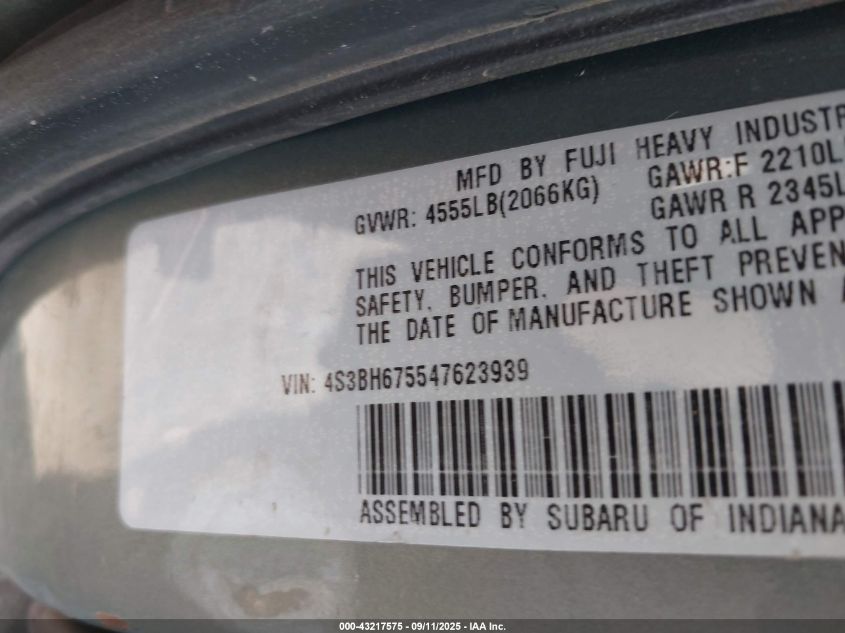 MFD BY FUJI HEAVY INDUSTR
GVWR: 4555LB(2066KG) GAWR:F 2210L
GAWR R 2345L
THIS VEHICLE CONFORMS TO ALL APP
SAFETY, BUMPER, AND THEFT PREVEN
THE DATE OF MANUFACTURE SHOWN A
VIN: 4S3BH675547623939
ASSEMBLED BY SUBARU OF INDIANA
000-43217575 - 09/11/2025 - IAA Inc.